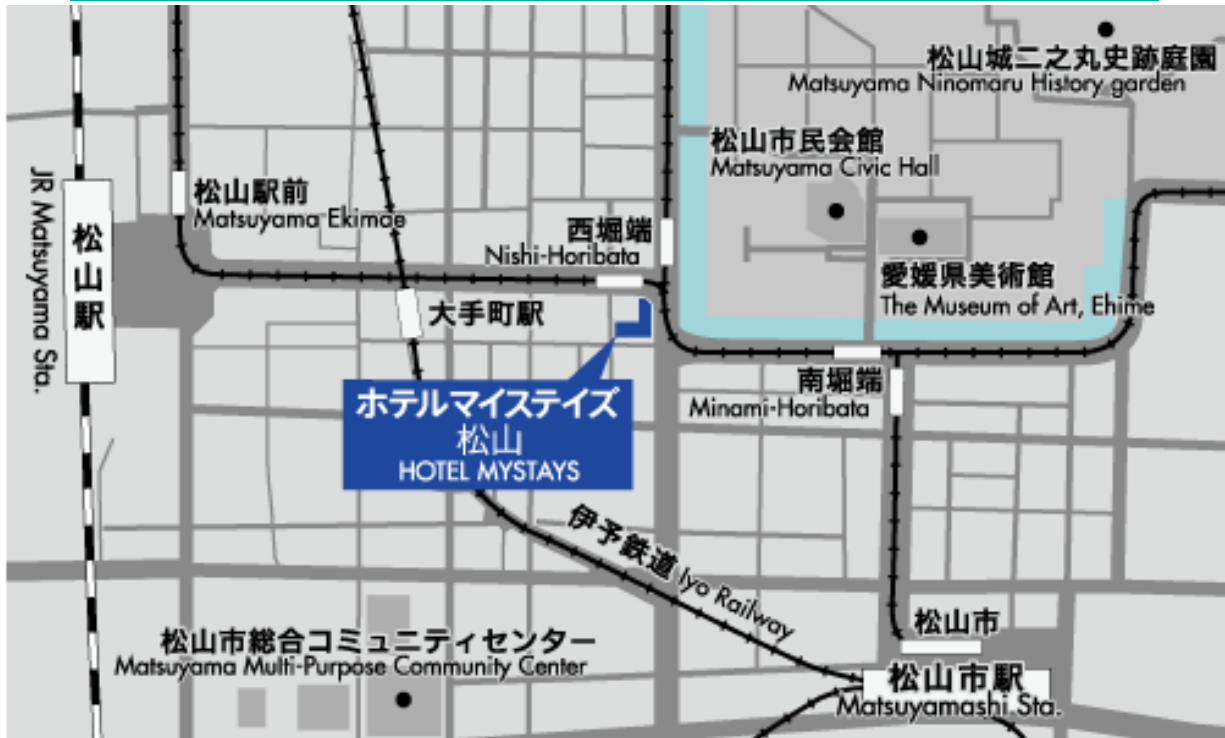 松山城二之丸史跡庭園
Matsuyama Ninomaru History garden
松山市民会館
Matsuyama Civic Hall
松山駅前
Matsuyama Ekimae
松山駅
JR Matsuyama Sta.
西堀端
Nishi-Horibata
愛媛県美術館
The Museum of Art, Ehime
大手町駅
南堀端
Minami-Horibata
ホテルマイステイズ
松山
HOTEL MYSTAYS
伊予鉄道 Iyo Railway
松山市総合コミュニティセンター
Matsuyama Multi-Purpose Community Center
松山市
松山市駅
Matsuyamashi Sta.